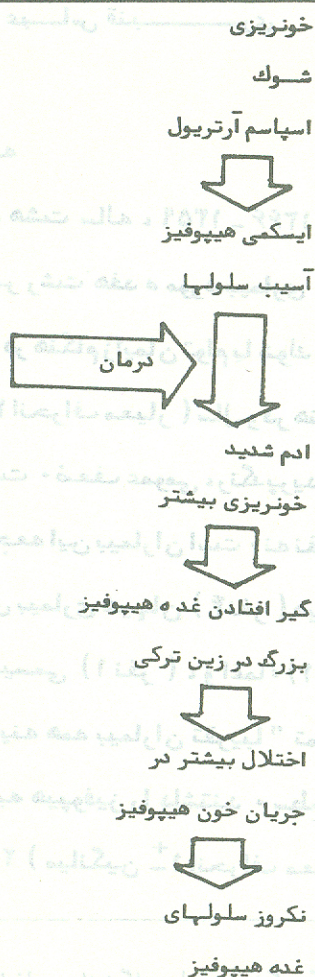 خونریزی
شوك
اسپاسم آرتریول
ایسکمی هیپوفیز
آسیب سلولها
درمان
ادم شدید
خونریزی بیشتر
گیر افتادن غده هیپوفیز
بزرگ در زین ترکی
اختلال بیشتر در
جریان خون هیپوفیز
نکروز سلولهای
غده هیپوفیز